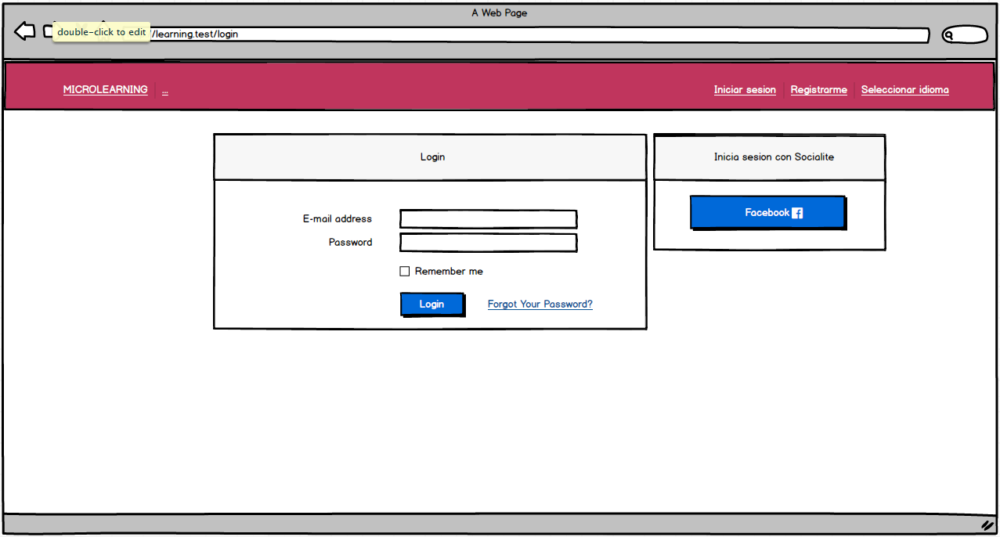 A Web Page
double-click to edit
/learning.test/login
MICROLEARNING ...
Iniciar sesion Registrarme Seleccionar idioma
Login
Inicia sesion con Socialite
E-mail address
Facebook
Password
Remember me
Login Forgot Your Password?